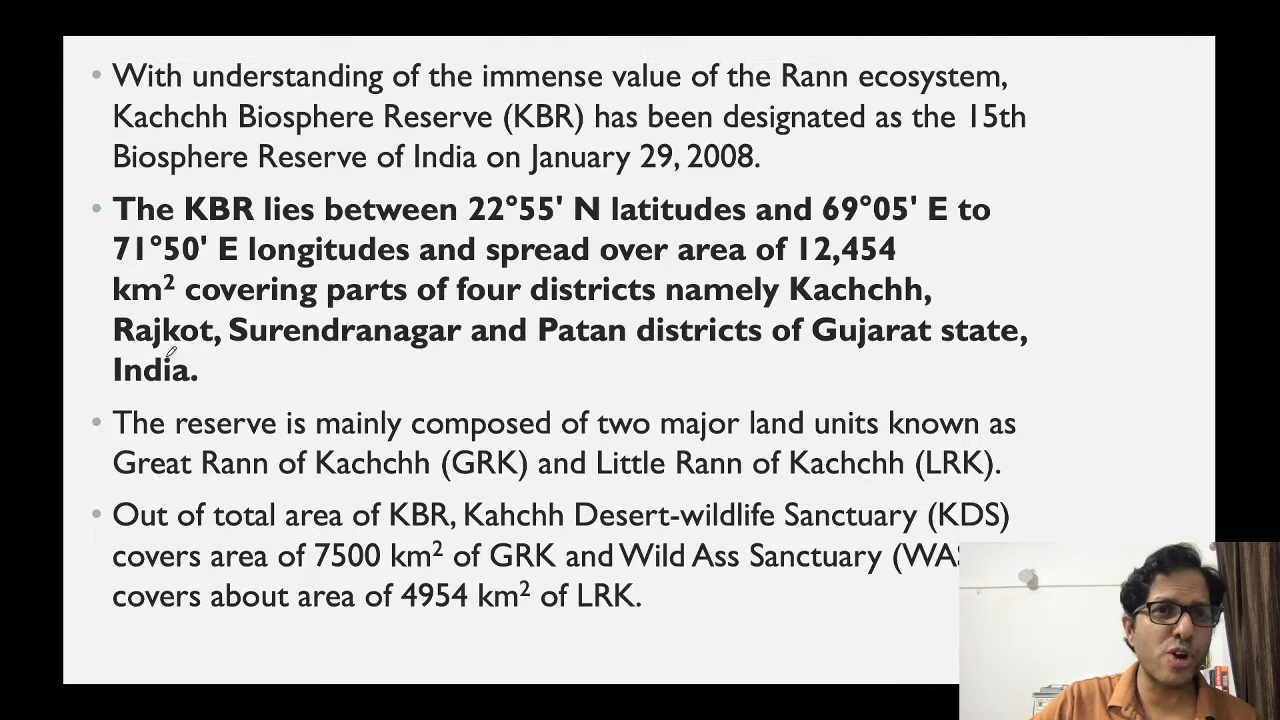 With understanding of the immense value of the Rann ecosystem,
Kachchh Biosphere Reserve (KBR) has been designated as the 15th
Biosphere Reserve of India on January 29, 2008.
The KBR lies between 22°55' N latitudes and 69°05' E to
71°50' E longitudes and spread over area of 12,454
km² covering parts of four districts namely Kachchh,
Rajkot, Surendranagar and Patan districts of Gujarat state,
India.
The reserve is mainly composed of two major land units known as
Great Rann of Kachchh (GRK) and Little Rann of Kachchh (LRK).
Out of total area of KBR, Kahchh Desert-wildlife Sanctuary (KDS)
covers area of 7500 km² of GRK and Wild Ass Sanctuary
covers about area of 4954 km² of LRK.